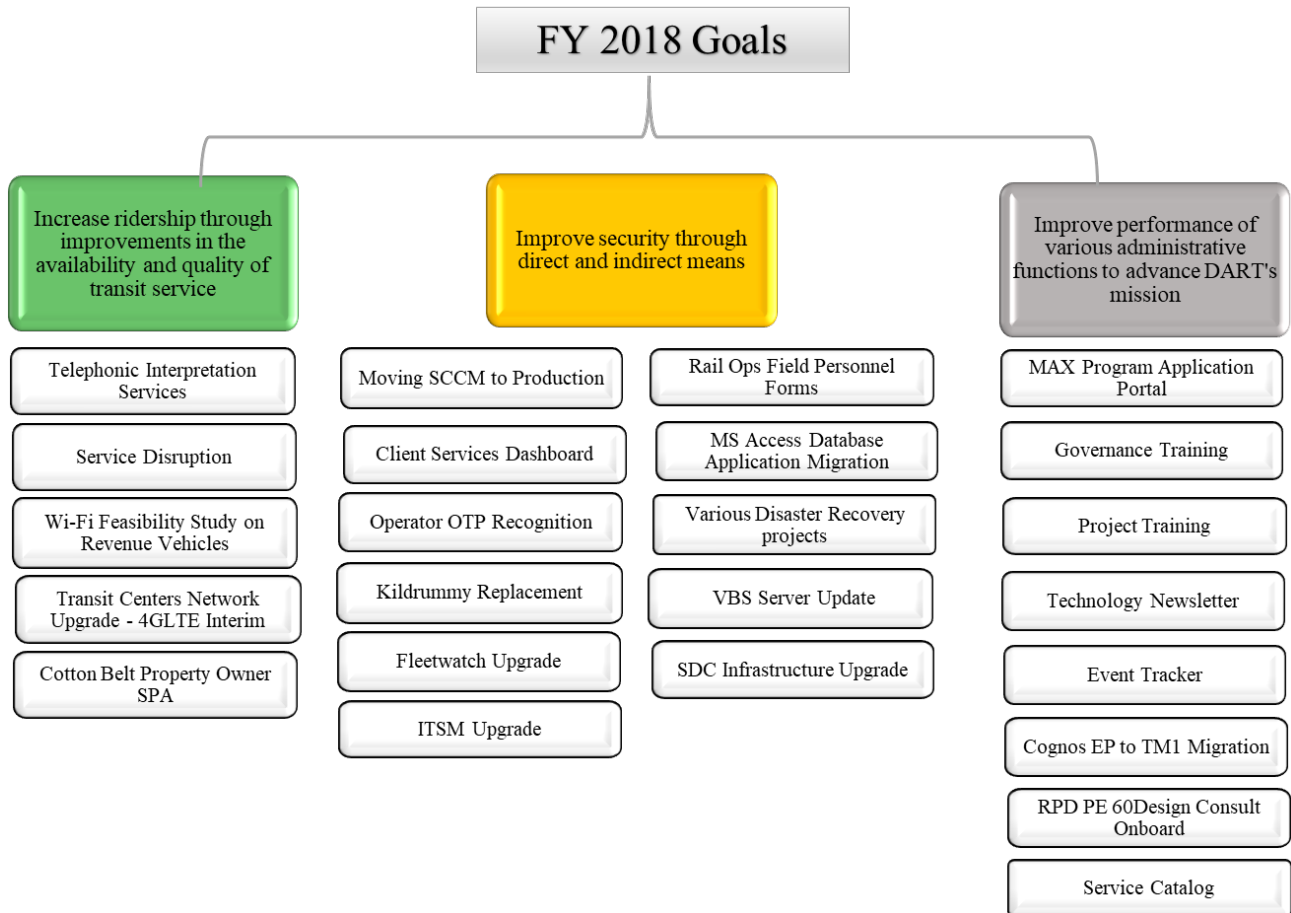 FY 2018 Goals
Increase ridership through
improvements in the
availability and quality of
transit service
Telephonic Interpretation
Services
Service Disruption
Wi-Fi Feasibility Study on
Revenue Vehicles
Transit Centers Network
Upgrade - 4GLTE Interim
Cotton Belt Property Owner
SPA
Improve security through
direct and indirect means
Moving SCCM to Production
Client Services Dashboard
Operator OTP Recognition
Kildrummy Replacement
Fleetwatch Upgrade
ITSM Upgrade
Rail Ops Field Personnel
Forms
MS Access Database
Application Migration
Various Disaster Recovery
projects
VBS Server Update
SDC Infrastructure Upgrade
Improve performance of
various administrative
functions to advance DART's
mission
MAX Program Application
Portal
Governance Training
Project Training
Technology Newsletter
Event Tracker
Cognos EP to TM1 Migration
RPD PE 60Design Consult
Onboard
Service Catalog